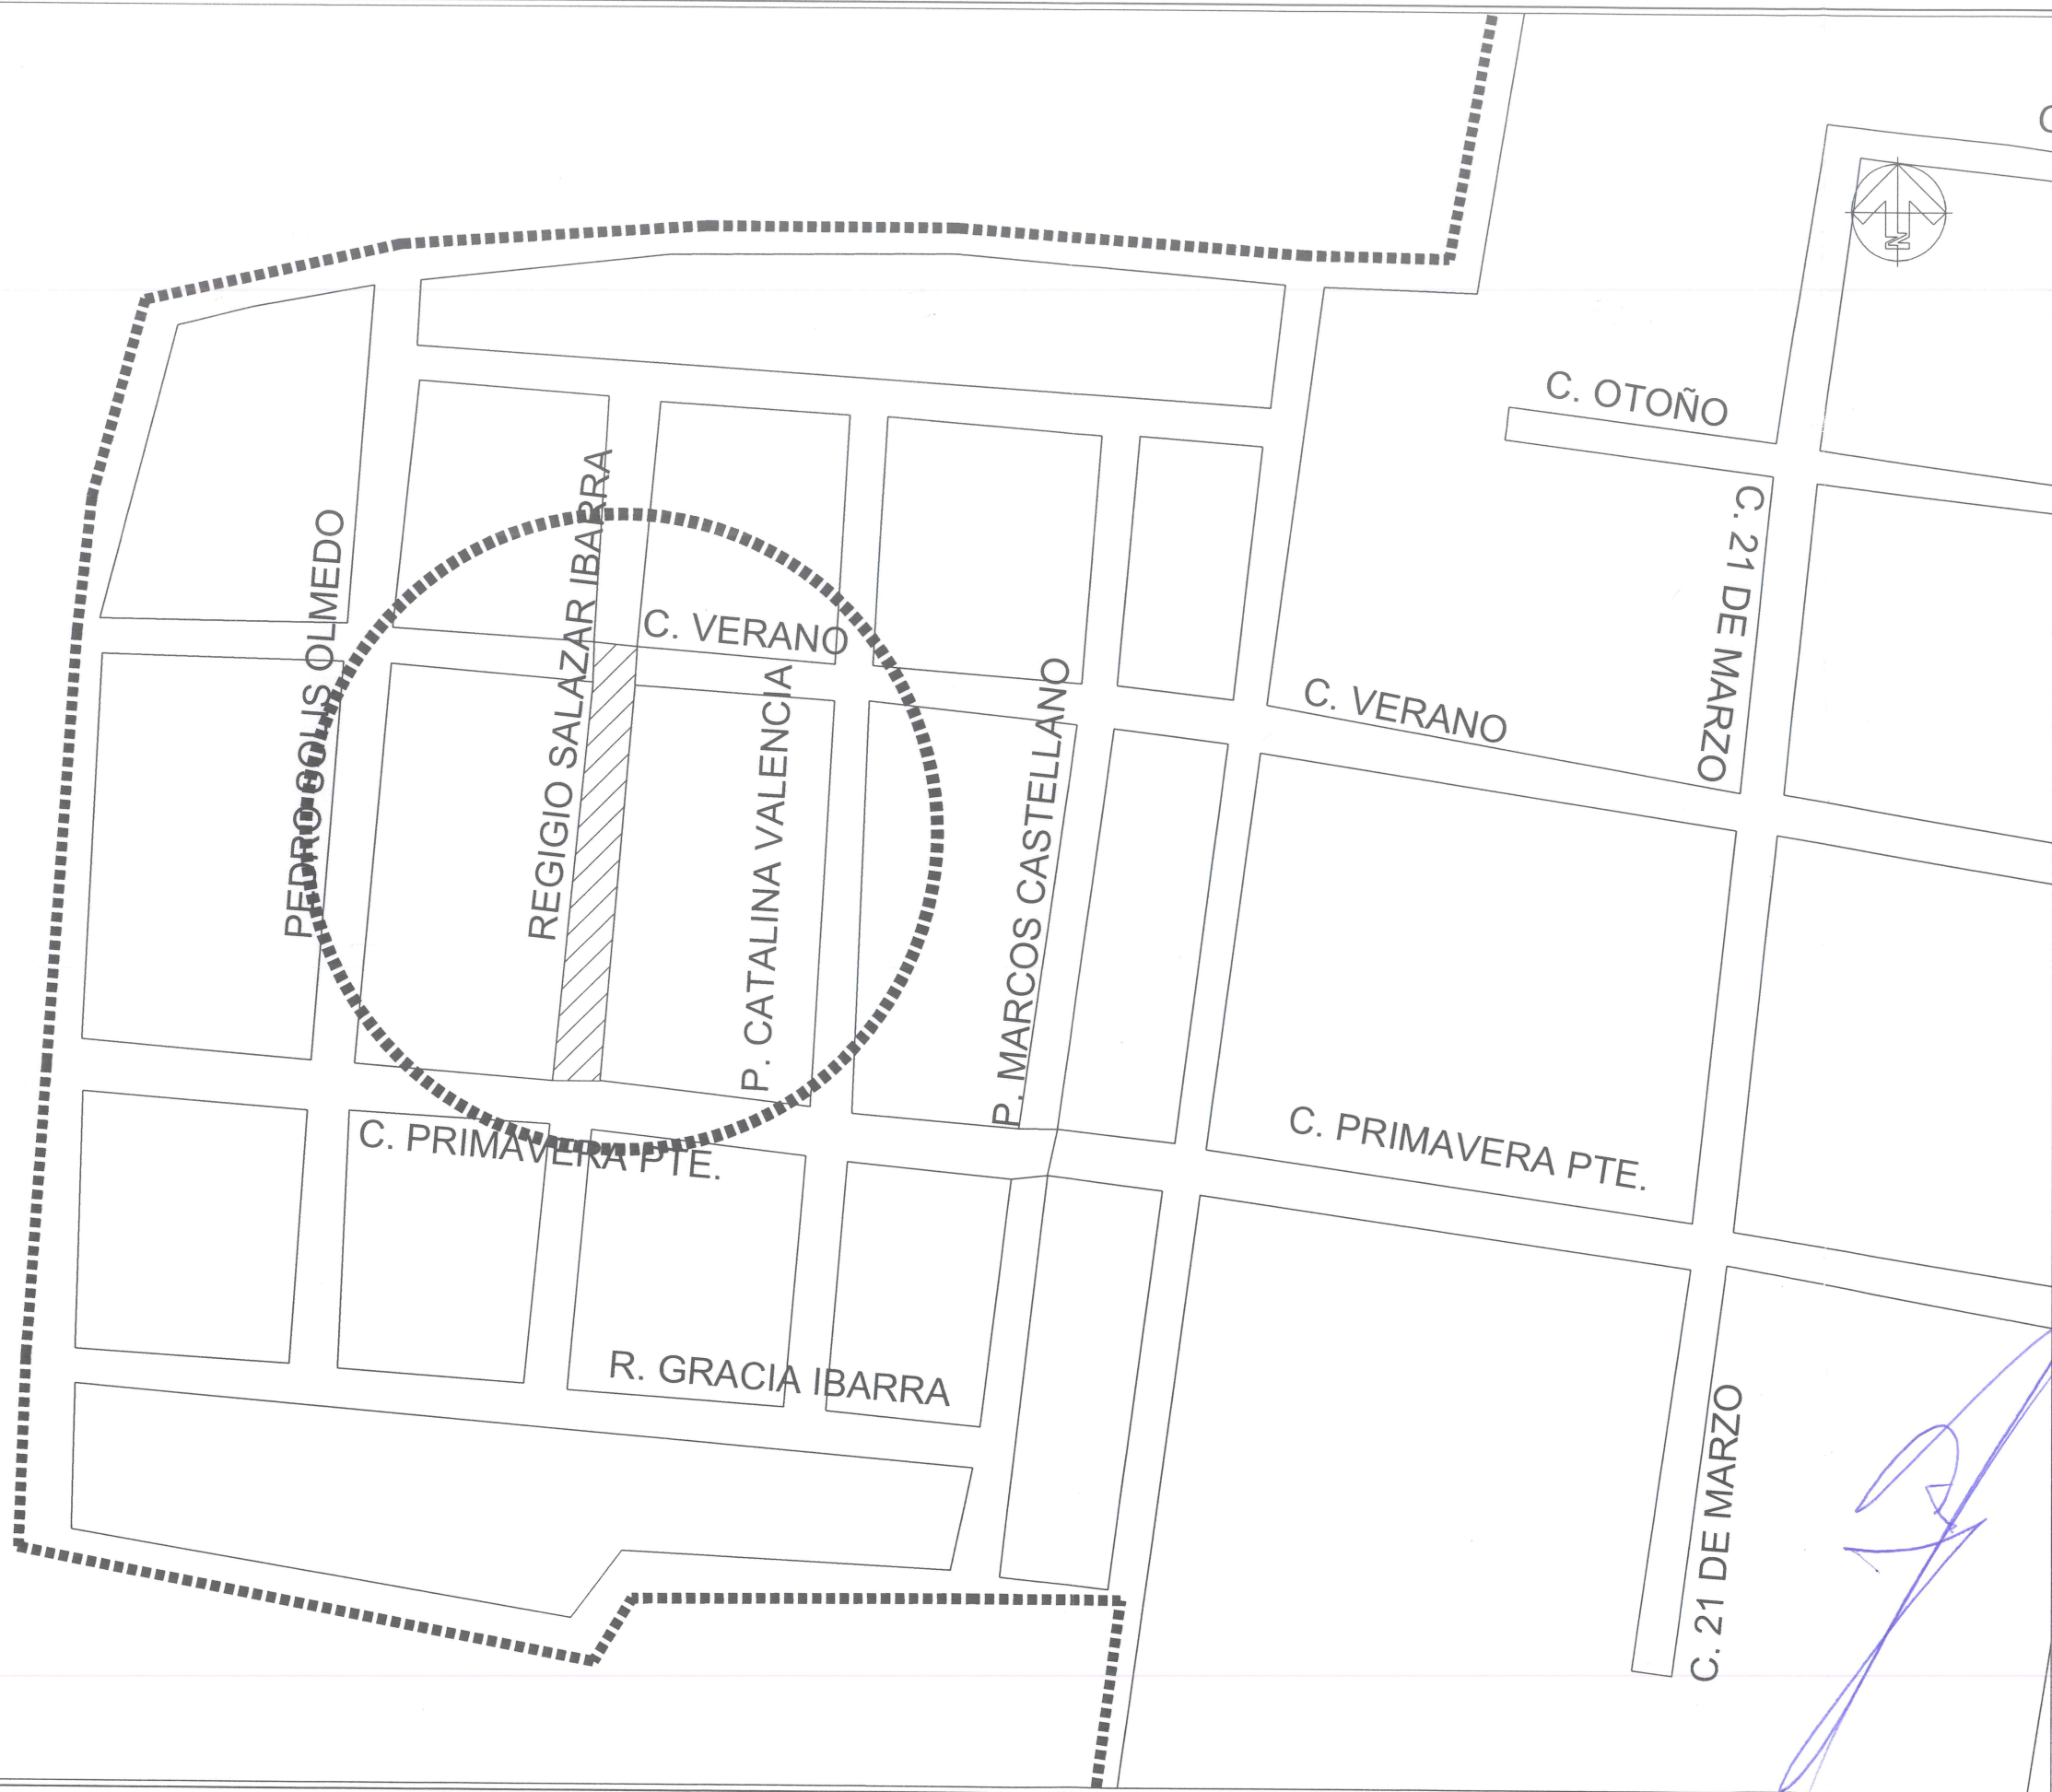 C. OTOÑO
C. 21 DE MARZO
REGIGIO SALAZAR IBARRA
PEDRO SOLIS OLMEDO
C. VERANO
P. CATALINA VALENCIA
P. MARCOS CASTELLANO
C. VERANO
C. PRIMAVERA PTE.
C. PRIMAVERA PTE.
R. GRACIA IBARRA
C. 21 DE MARZO
N